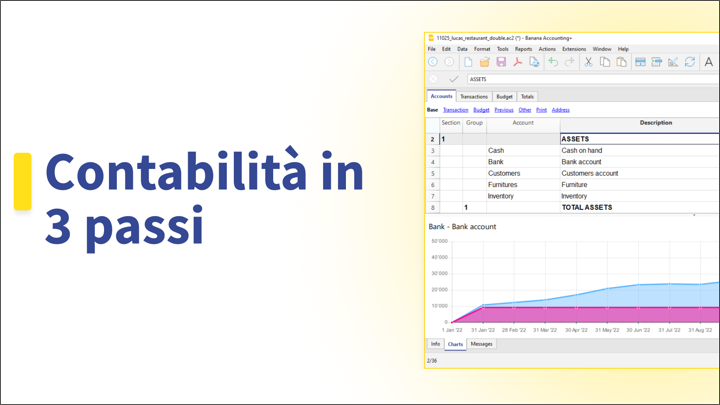 Contabilità in
3 passi
11025_lucas_restaurent_double.ac2 (*) - Banana Accounting+
File Edit Data Format Tools Reports Actions Extensions Window Help
ASSETS
Accounts Transactions Budget Totals
Base Transaction Budget Previous Other Print Address
Section Group Account Description
2 1 ASSETS
3 Cash Cash on hand
4 Bank Bank account
5 Customers Customers account
6 Furnitures Furniture
7 Inventory Inventory
8 1 TOTAL ASSETS
Bank - Bank account
50'000
40'000
30'000
20'000
10'000
0
1 Jan '22 31 Jan '22 28 Feb '22 31 Mar '22 30 Apr '22 31 May '22 30 Jun '22 31 Jul '22 31 Aug '22
Info Charts Messages
2/36